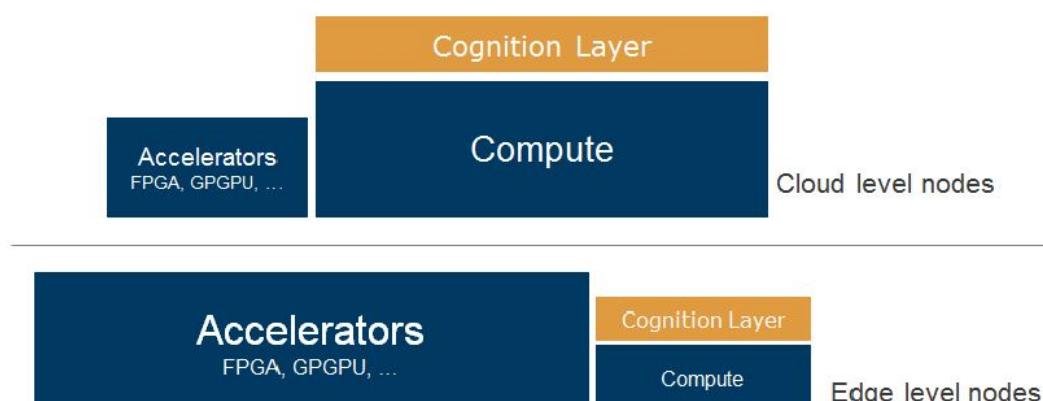 Cognition Layer
Accelerators
FPGA, GPGPU, ...
Compute
Cloud level nodes
Accelerators
FPGA, GPGPU, ...
Cognition Layer
Compute
Edge level nodes